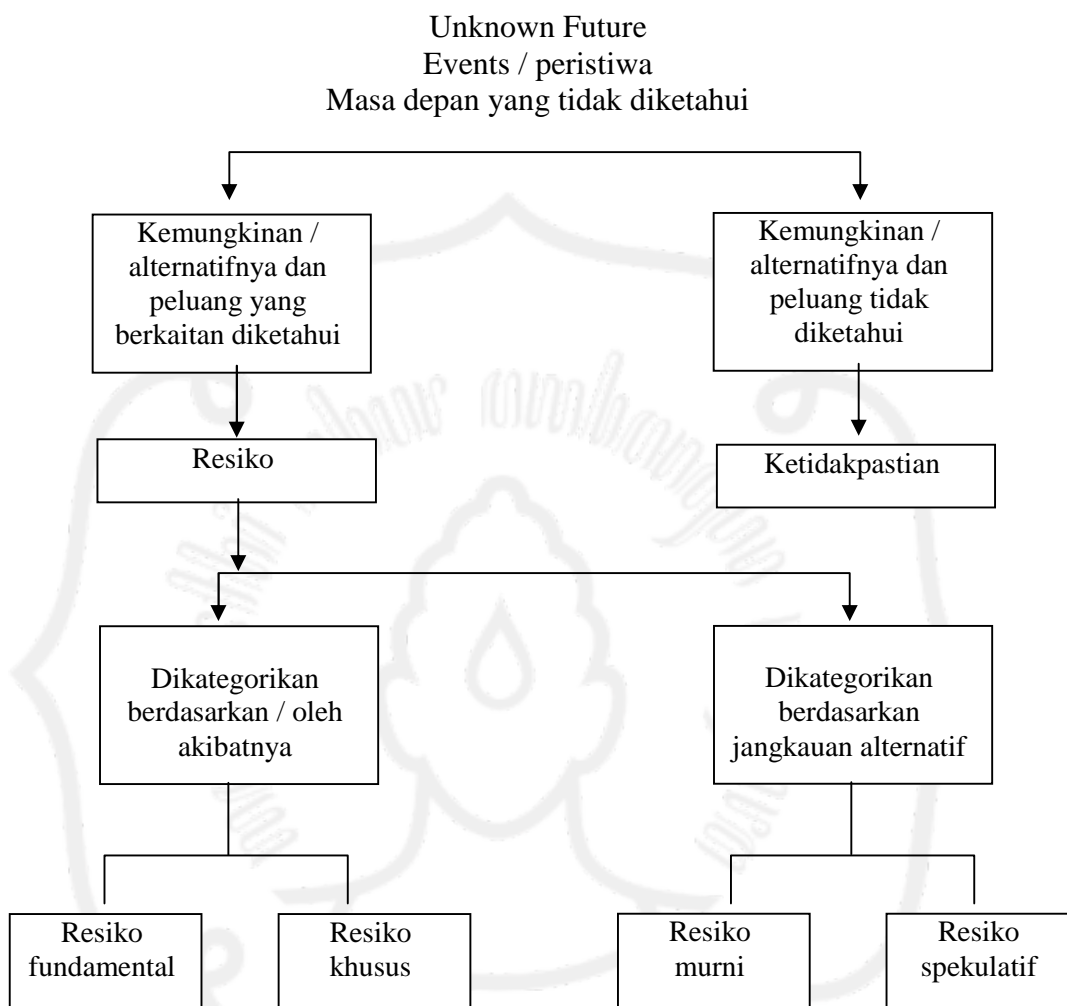 Unknown Future
Events / peristiwa
Masa depan yang tidak diketahui
Kemungkinan /
alternatifnya dan
peluang yang
berkaitan diketahui
Kemungkinan /
alternatifnya dan
peluang tidak
diketahui
Resiko
Ketidakpastian
Dikategorikan
berdasarkan / oleh
akibatnya
Dikategorikan
berdasarkan
jangkauan alternatif
Resiko
fundamental
Resiko
khusus
Resiko
murni
Resiko
spekulatif